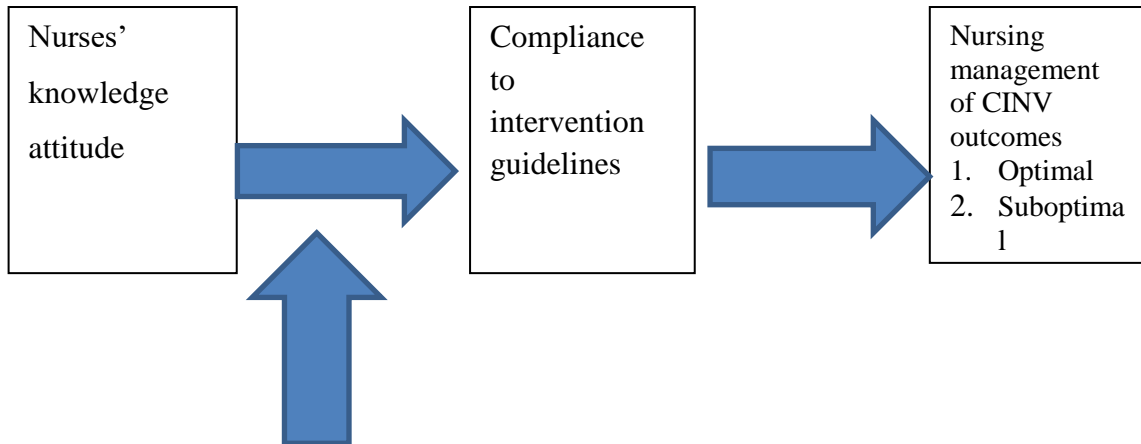 Nurses’
knowledge
attitude
Compliance
to
intervention
guidelines
Nursing
management
of CINV
outcomes
1. Optimal
2. Suboptima
l